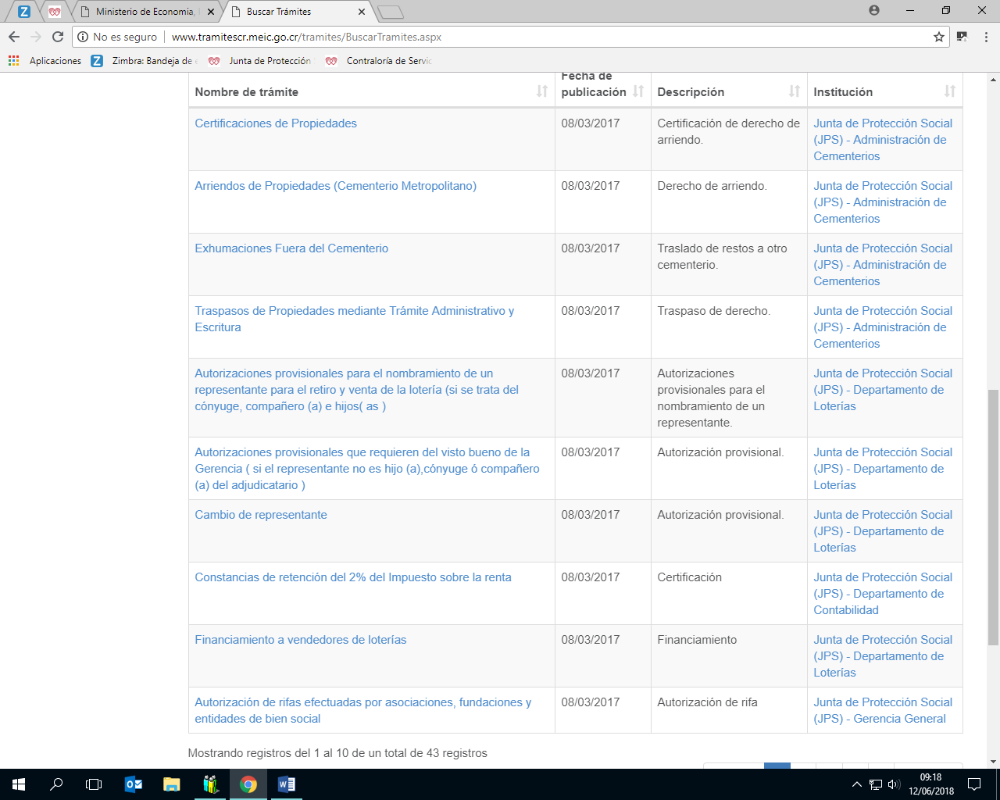 Ministerio de Economia,
Buscar Trámites
No es seguro
www.tramitescr.meic.go.cr/tramites/BuscarTramites.aspx
Aplicaciones
Zimbra: Bandeja de
Junta de Protección
Contraloría de Servi
Nombre de trámite
Fecha de publicación
Descripción
Institución
Certificaciones de Propiedades
08/03/2017
Certificación de derecho de
arriendo.
Junta de Protección Social
(JPS) - Administración de
Cementerios
Arriendos de Propiedades (Cementerio Metropolitano)
08/03/2017
Derecho de arriendo.
Junta de Protección Social
(JPS) - Administración de
Cementerios
Exhumaciones Fuera del Cementerio
08/03/2017
Traslado de restos a otro
cementerio.
Junta de Protección Social
(JPS) - Administración de
Cementerios
Traspasos de Propiedades mediante Trámite Administrativo y
Escritura
08/03/2017
Traspaso de derecho.
Junta de Protección Social
(JPS) - Administración de
Cementerios
Autorizaciones provisionales para el nombramiento de un
representante para el retiro y venta de la lotería (si se trata del
cónyuge, compañero (a) e hijos( as )
08/03/2017
Autorizaciones
provisionales para el
nombramiento de un
representante.
Junta de Protección Social
(JPS) - Departamento de
Loterías
Autorizaciones provisionales que requieren del visto bueno de la
Gerencia ( si el representante no es hijo (a),cónyuge ó compañero
(a) del adjudicatario )
08/03/2017
Autorización provisional.
Junta de Protección Social
(JPS) - Departamento de
Loterías
Cambio de representante
08/03/2017
Autorización provisional.
Junta de Protección Social
(JPS) - Departamento de
Loterías
Constancias de retención del 2% del Impuesto sobre la renta
08/03/2017
Certificación
Junta de Protección Social
(JPS) - Departamento de
Contabilidad
Financiamiento a vendedores de loterías
08/03/2017
Financiamiento
Junta de Protección Social
(JPS) - Departamento de
Loterías
Autorización de rifas efectuadas por asociaciones, fundaciones y
entidades de bien social
08/03/2017
Autorización de rifa
Junta de Protección Social
(JPS) - Gerencia General
Mostrando registros del 1 al 10 de un total de 43 registros
09:18
12/06/2018